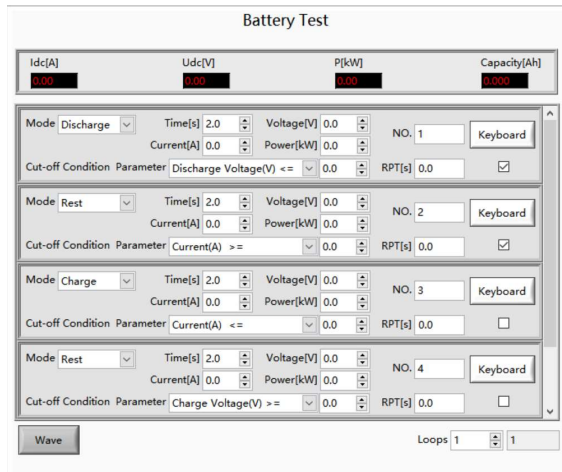 Battery Test
Idc[A] Udc[V] P[kW] Capacity[Ah]
0.00 0.00 0.00 0.000
Mode Discharge Time[s] 2.0 Voltage[V] 0.0 NO. 1 Keyboard
Current[A] 0.0 Power[kW] 0.0
Cut-off Condition Parameter Discharge Voltage(V) <= 0.0 RPT[s] 0.0
Mode Rest Time[s] 2.0 Voltage[V] 0.0 NO. 2 Keyboard
Current[A] 0.0 Power[kW] 0.0
Cut-off Condition Parameter Current(A) >= 0.0 RPT[s] 0.0
Mode Charge Time[s] 2.0 Voltage[V] 0.0 NO. 3 Keyboard
Current[A] 0.0 Power[kW] 0.0
Cut-off Condition Parameter Current(A) <= 0.0 RPT[s] 0.0
Mode Rest Time[s] 2.0 Voltage[V] 0.0 NO. 4 Keyboard
Current[A] 0.0 Power[kW] 0.0
Cut-off Condition Parameter Charge Voltage(V) >= 0.0 RPT[s] 0.0
Wave Loops 1 1